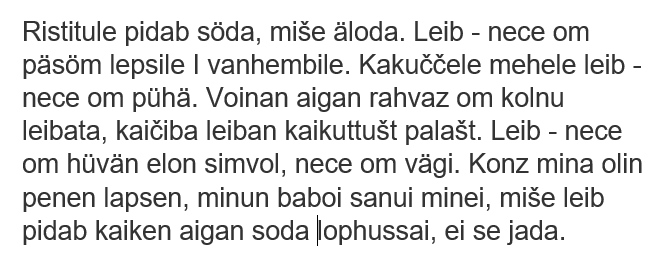 Ristitule pidab söda, miše äloda. Leib - nece om
päsöm lepsile I vanhembile. Kakuččele mehele leib -
nece om pühä. Voinan aigan rahvaz om kolnu
leibata, kaičiba leiban kaikuttušt palašt. Leib - nece
om hüvän elon simvol, nece om vägi. Konz mina olin
penen lapsen, minun baboi sanui minei, miše leib
pidab kaiken aigan soda lophussai, ei se jada.